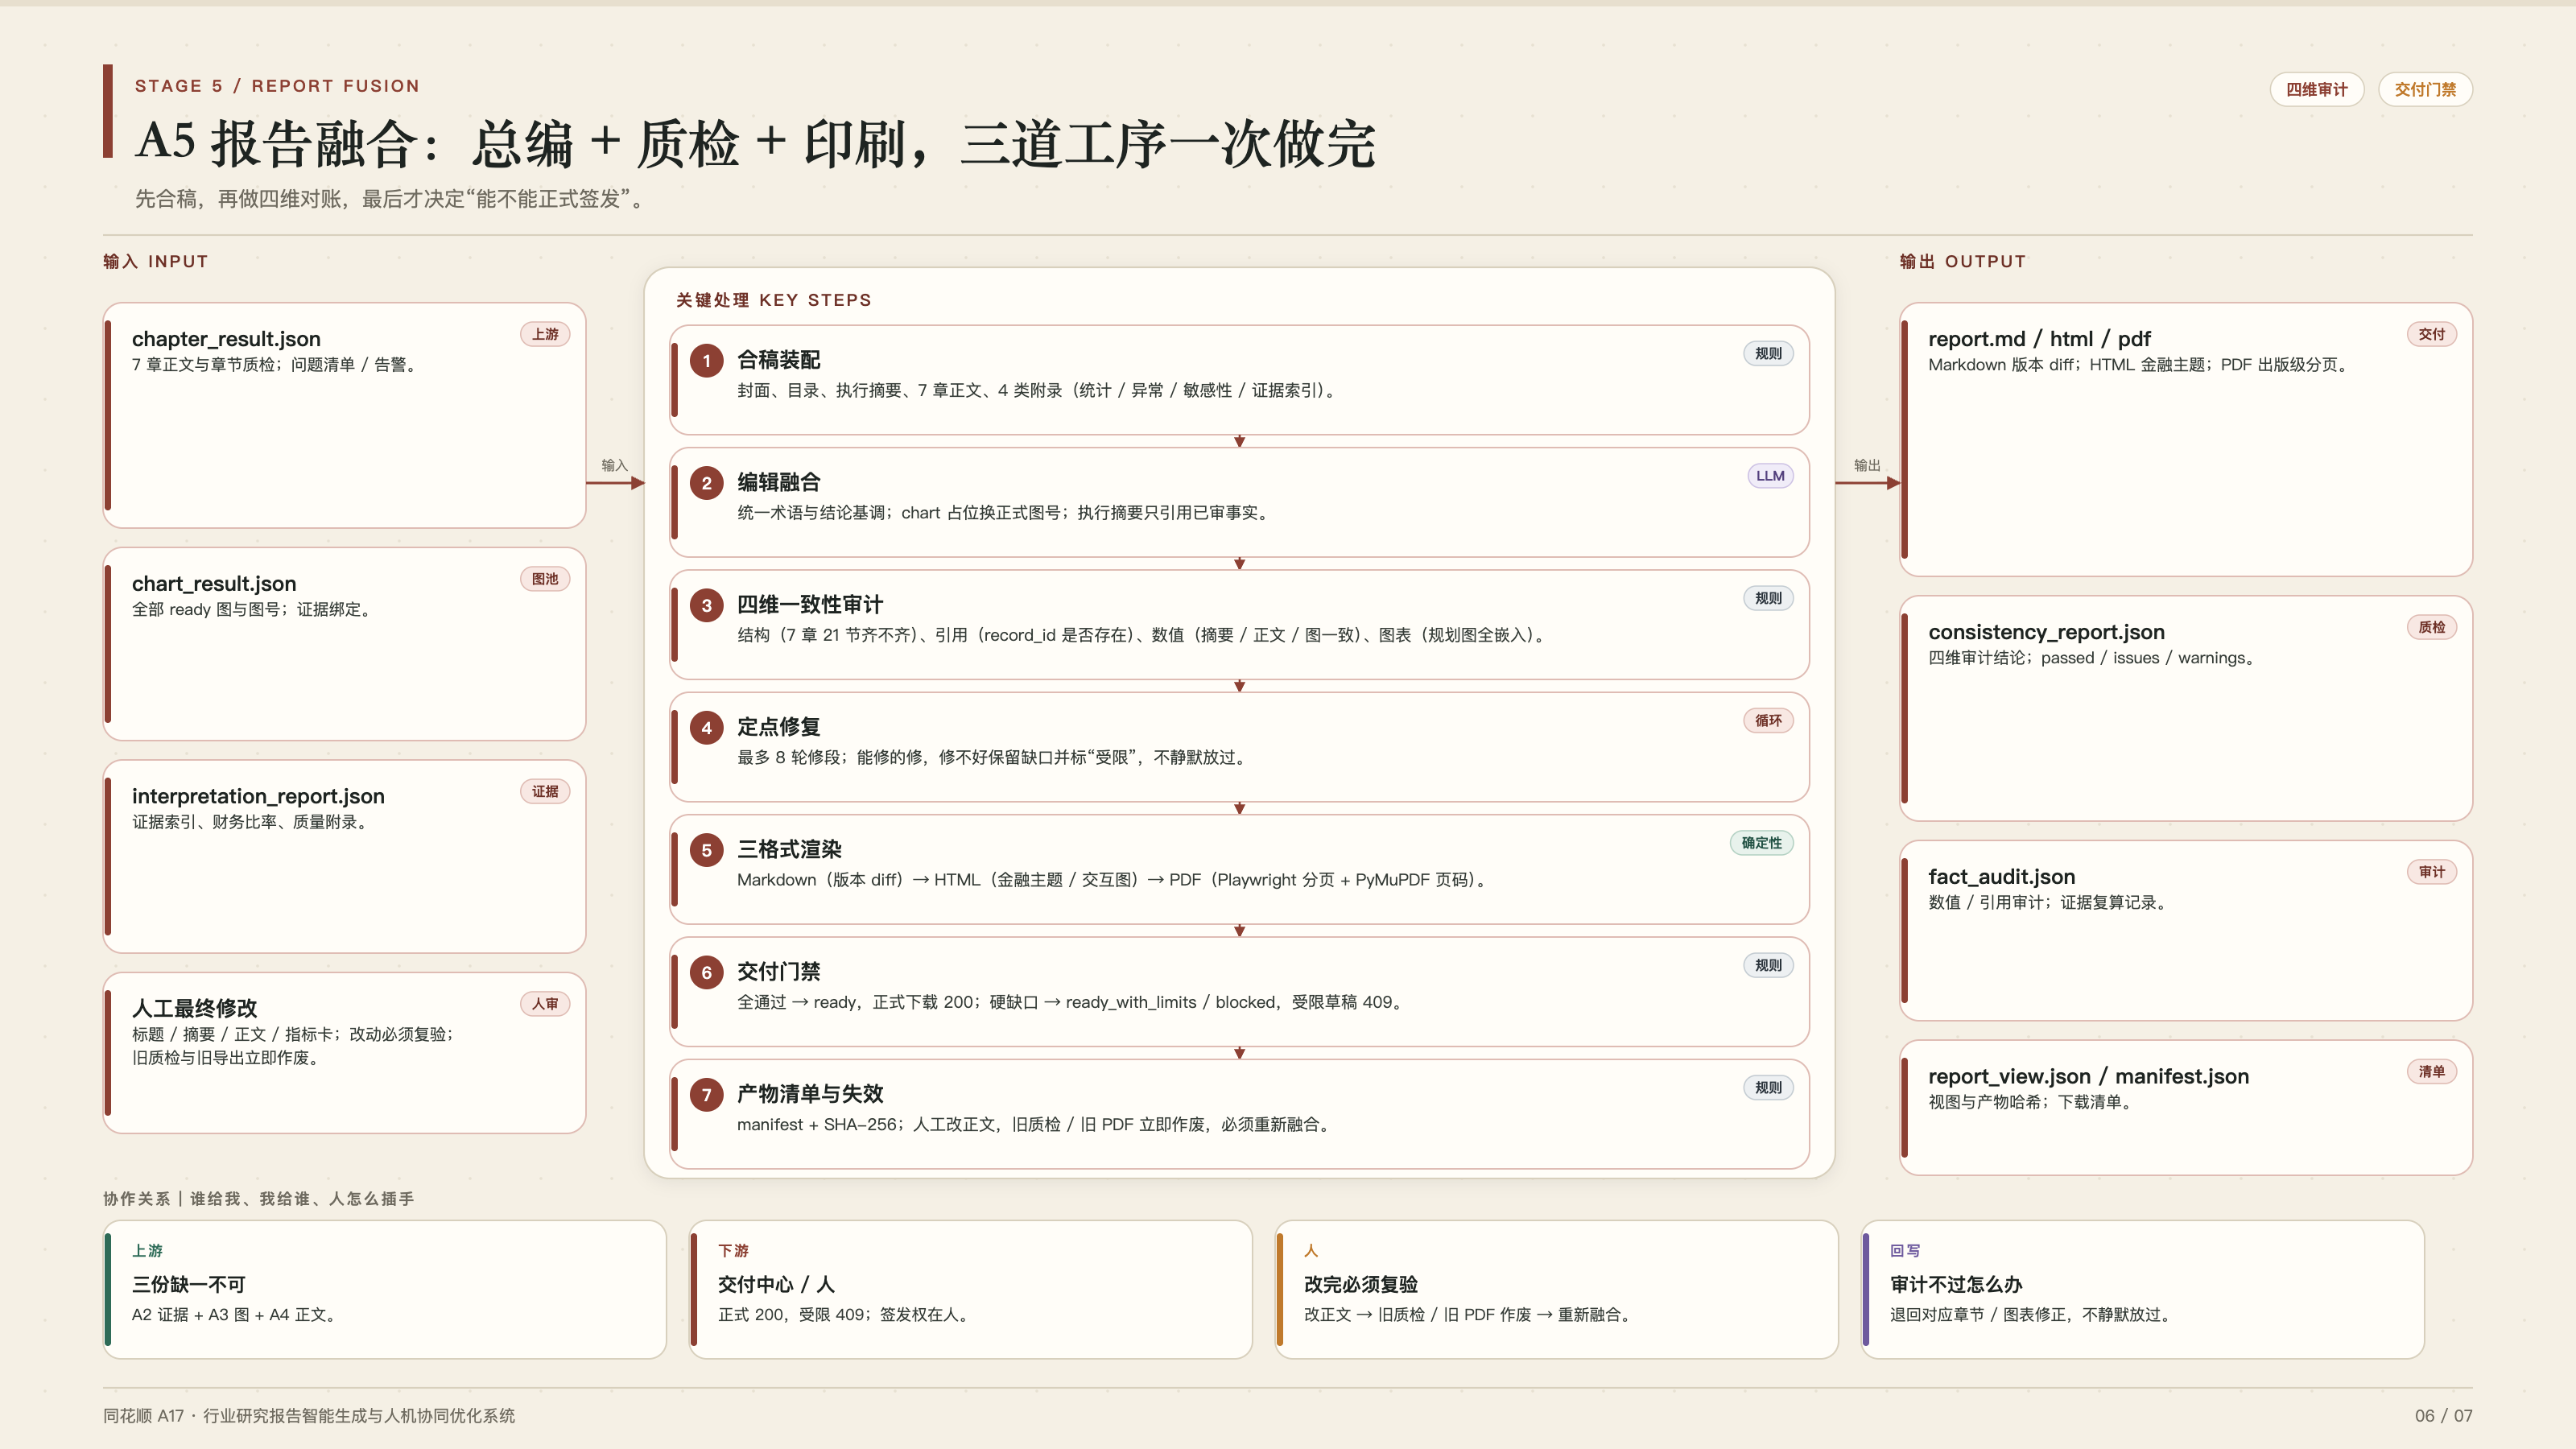 STAGE 5 / REPORT FUSION
四维审计
交付门禁
A5 报告融合：总编 + 质检 + 印刷，三道工序一次做完
先合稿，再做四维对账，最后才决定“能不能正式签发”。
输入 INPUT
chapter_result.json
上游
7 章正文与章节质检；问题清单 / 告警。
chart_result.json
图池
全部 ready 图与图号；证据绑定。
interpretation_report.json
证据
证据索引、财务比率、质量附录。
人工最终修改
人审
标题 / 摘要 / 正文 / 指标卡；改动必须复验；
旧质检与旧导出立即作废。
输入
关键处理 KEY STEPS
1
合稿装配
规则
封面、目录、执行摘要、7 章正文、4 类附录（统计 / 异常 / 敏感性 / 证据索引）。
2
编辑融合
LLM
统一术语与结论基调；chart 占位换正式图号；执行摘要只引用已审事实。
3
四维一致性审计
规则
结构（7 章 21 节齐不齐）、引用（record_id 是否存在）、数值（摘要 / 正文 / 图一致）、图表（规划图全嵌入）。
4
定点修复
循环
最多 8 轮修段；能修的修，修不好保留缺口并标“受限”，不静默放过。
5
三格式渲染
确定性
Markdown（版本 diff）→ HTML（金融主题 / 交互图）→ PDF（Playwright 分页 + PyMuPDF 页码）。
6
交付门禁
规则
全通过 → ready，正式下载 200；硬缺口 → ready_with_limits / blocked，受限草稿 409。
7
产物清单与失效
规则
manifest + SHA-256；人工改正文，旧质检 / 旧 PDF 立即作废，必须重新融合。
输出
输出 OUTPUT
report.md / html / pdf
交付
Markdown 版本 diff；HTML 金融主题；PDF 出版级分页。
consistency_report.json
质检
四维审计结论；passed / issues / warnings。
fact_audit.json
审计
数值 / 引用审计；证据复算记录。
report_view.json / manifest.json
清单
视图与产物哈希；下载清单。
协作关系｜谁给我、我给谁、人怎么插手
上游
三份缺一不可
A2 证据 + A3 图 + A4 正文。
下游
交付中心 / 人
正式 200，受限 409；签发权在人。
人
改完必须复验
改正文 → 旧质检 / 旧 PDF 作废 → 重新融合。
回写
审计不过怎么办
退回对应章节 / 图表修正，不静默放过。
同花顺 A17 · 行业研究报告智能生成与人机协同优化系统
06 / 07